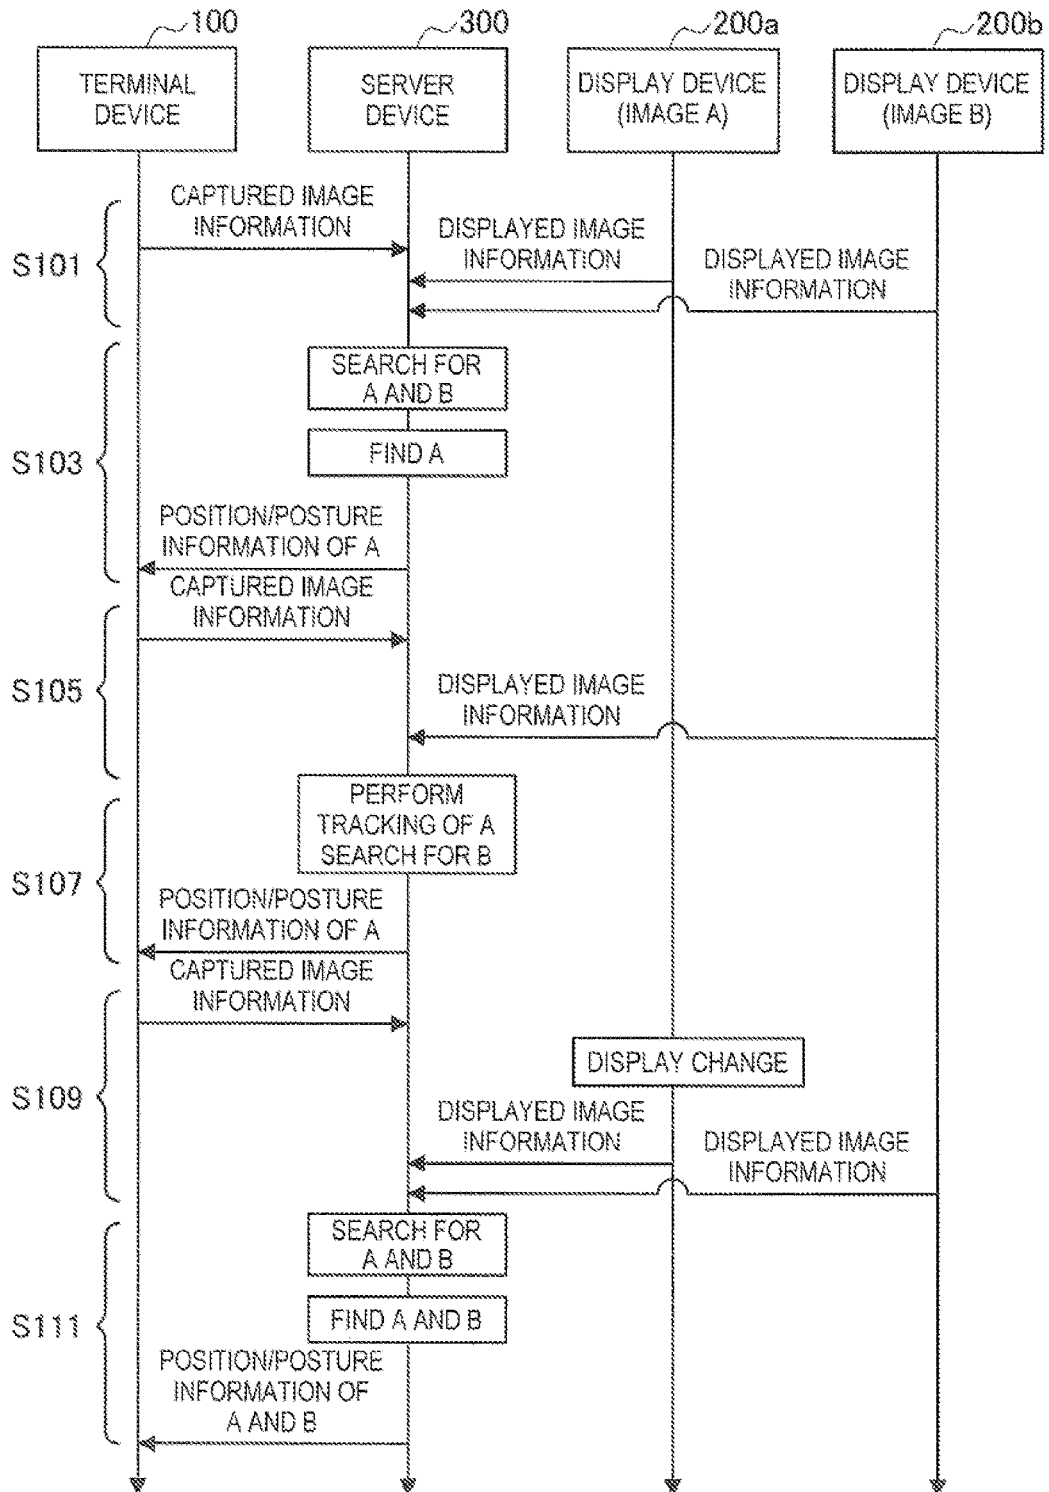 100
300
200a
200b
TERMINAL
DEVICE
SERVER
DEVICE
DISPLAY DEVICE
(IMAGE A)
DISPLAY DEVICE
(IMAGE B)
S101
CAPTURED IMAGE
INFORMATION
DISPLAYED IMAGE
INFORMATION
DISPLAYED IMAGE
INFORMATION
S103
SEARCH FOR
A AND B
FIND A
POSITION/POSTURE
INFORMATION OF A
S105
CAPTURED IMAGE
INFORMATION
DISPLAYED IMAGE
INFORMATION
S107
PERFORM
TRACKING OF A
SEARCH FOR B
POSITION/POSTURE
INFORMATION OF A
S109
CAPTURED IMAGE
INFORMATION
DISPLAY CHANGE
DISPLAYED IMAGE
INFORMATION
DISPLAYED IMAGE
INFORMATION
S111
SEARCH FOR
A AND B
FIND A AND B
POSITION/POSTURE
INFORMATION OF
A AND B